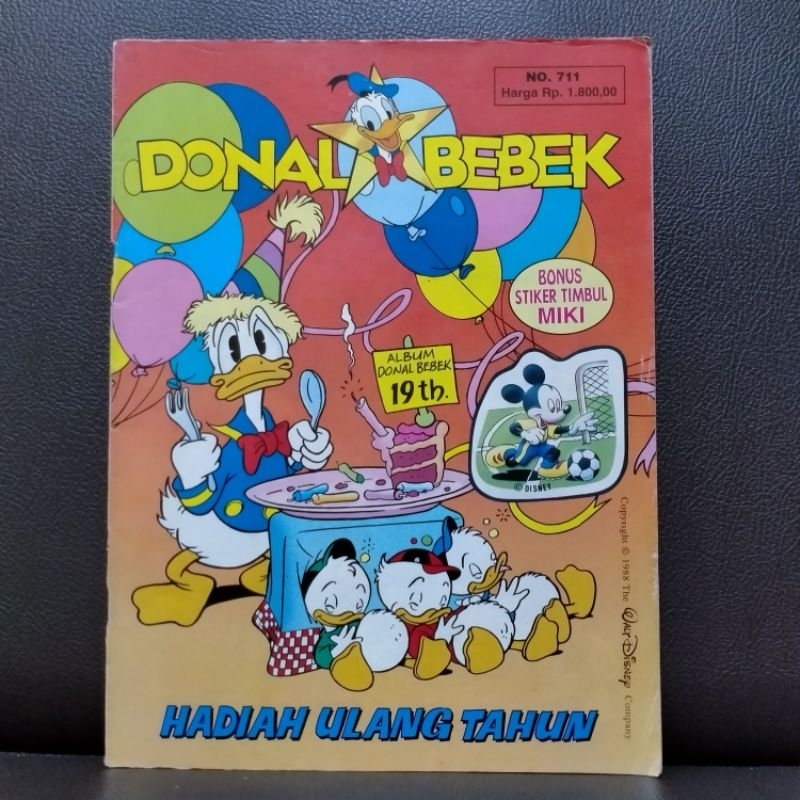 NO. 711
Harga Rp. 1.800,00
DONAL BEBEK
BONUS
STIKER TIMBUL
MIKI
ALBUM
DONAL BEBEK
19 th.
© DISNEY
Copyright © 1988 The Walt Disney Company
HADIAH ULANG TAHUN